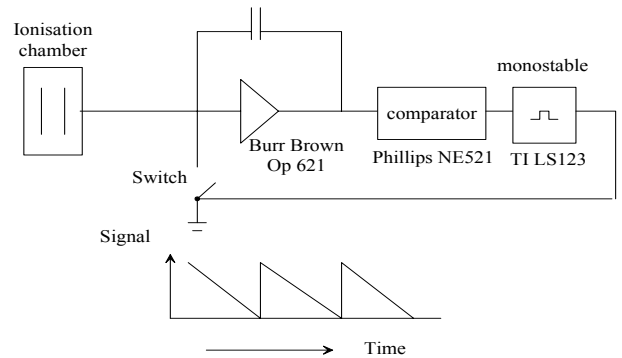 Ionisation
chamber
monostable
comparator
Burr Brown
Op 621
Phillips NE521
TI LS123
Switch
Signal
Time